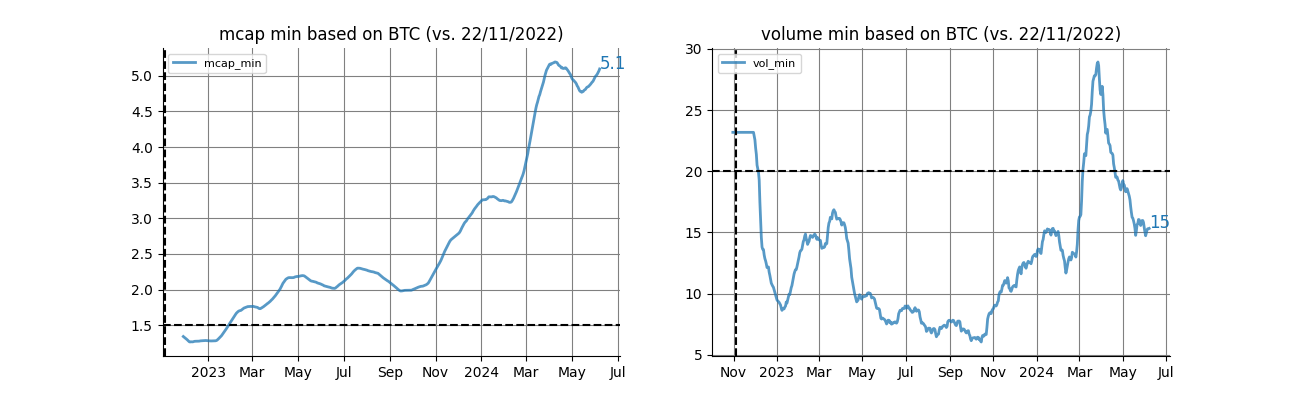 mcap min based on BTC (vs. 22/11/2022)
mcap_min
5.1
5.0
4.5
4.0
3.5
3.0
2.5
2.0
1.5
2023 Mar May Jul Sep Nov 2024 Mar May Jul
volume min based on BTC (vs. 22/11/2022)
vol_min
30
25
20
15
15
10
5
Nov 2023 Mar May Jul Sep Nov 2024 Mar May Jul